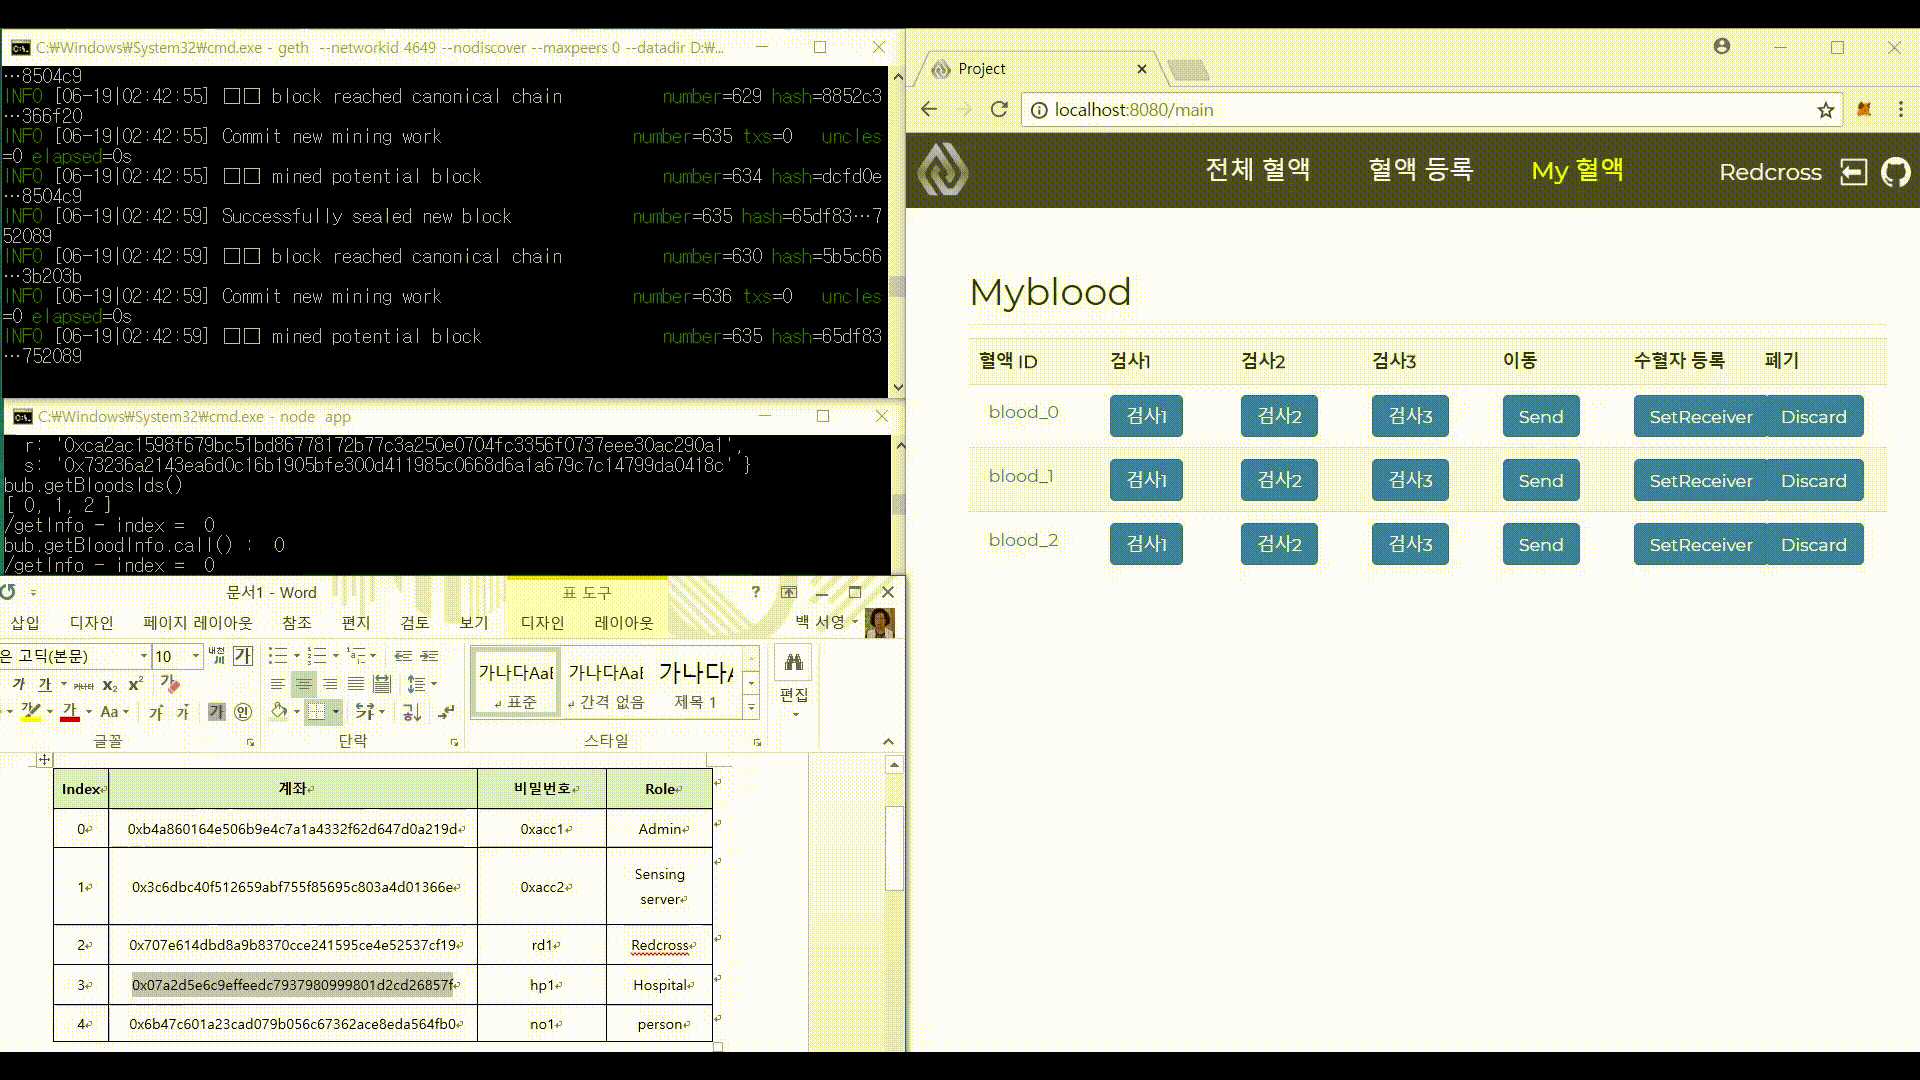 C:₩Windows₩System32₩cmd.exe - geth  --networkid 4649 --nodiscover --maxpeers 0 --datadir D:₩...
…8504c9
INFO [06-19|02:42:55] □□ block reached canonical chain number=629 hash=8852c3
…366f20
INFO [06-19|02:42:55] Commit new mining work number=635 txs=0 uncles
=0 elapsed=0s
INFO [06-19|02:42:55] □□ mined potential block number=634 hash=dcfd0e
…8504c9
INFO [06-19|02:42:59] Successfully sealed new block number=635 hash=65df83…7
52089
INFO [06-19|02:42:59] □□ block reached canonical chain number=630 hash=5b5c66
…3b203b
INFO [06-19|02:42:59] Commit new mining work number=636 txs=0 uncles
=0 elapsed=0s
INFO [06-19|02:42:59] □□ mined potential block number=635 hash=65df83
…752089
C:₩Windows₩System32₩cmd.exe - node  app
r: '0xca2ac1598f679bc51bd86778172b77c3a250e0704fc3356f0737eee30ac290a1',
s: '0x73236a2143ea6d0c16b1905bfe300d411985c0668d6a1a679c7c14799da0418c' }
bub.getBloodsIds()
[ 0, 1, 2 ]
/getInfo - index =  0
bub.getBloodInfo.call() :  0
/getInfo - index =  0
문서1 - Word
표 도구
삽입 디자인 페이지 레이아웃 참조 편지 검토 보기 디자인 레이아웃 백 서영
은 고딕(본문) 10 가
가나다AaB 가나다AaB 가나다A
표준 간격 없음 제목 1
편집
글꼴 단락 스타일
Index 계좌 비밀번호 Role
0 0xb4a860164e506b9e4c7a1a4332f62d647d0a219d 0xacc1 Admin
1 0x3c6dbc40f512659abf755f85695c803a4d01366e 0xacc2 Sensing
server
2 0x707e614dbd8a9b8370cce241595ce4e52537cf19 rd1 Redcross
3 0x07a2d5e6c9effeedc7937980999801d2cd26857f hp1 Hospital
4 0x6b47c601a23cad079b056c67362ace8eda564fb0 no1 person
Project
localhost:8080/main
전체 혈액 혈액 등록 My 혈액 Redcross
Myblood
혈액 ID 검사1 검사2 검사3 이동 수혈자 등록 폐기
blood_0 검사1 검사2 검사3 Send SetReceiver Discard
blood_1 검사1 검사2 검사3 Send SetReceiver Discard
blood_2 검사1 검사2 검사3 Send SetReceiver Discard